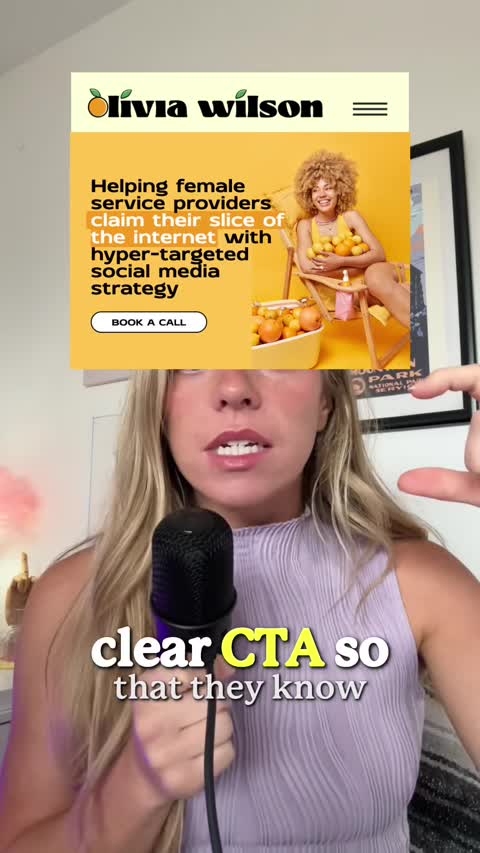 Olivia wilson
Helping female
service providers
claim their slice of
the internet with
hyper-targeted
social media
strategy
BOOK A CALL
MOUNTAIN
PARK
NATIONAL PARK
SERVICE
clear CTA so
that they know